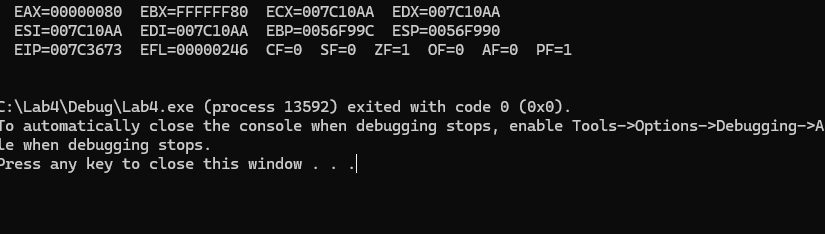 EAX=00000080  EBX=FFFFFF80  ECX=007C10AA  EDX=007C10AA
ESI=007C10AA  EDI=007C10AA  EBP=0056F99C  ESP=0056F990
EIP=007C3673  EFL=00000246  CF=0  SF=0  ZF=1  OF=0  AF=0  PF=1
C:\Lab4\Debug\Lab4.exe (process 13592) exited with code 0 (0x0).
To automatically close the console when debugging stops, enable Tools->Options->Debugging->A
le when debugging stops.
Press any key to close this window . . .